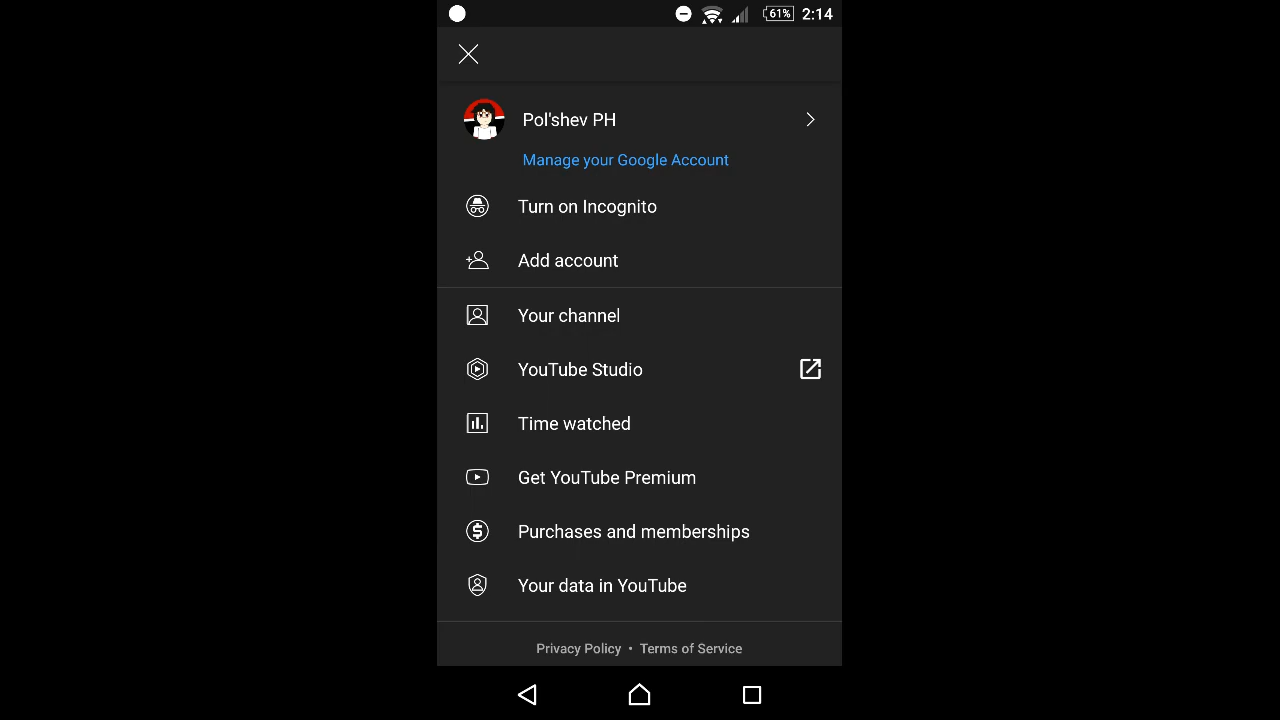 61% 2:14
Pol'shev PH
Manage your Google Account
Turn on Incognito
Add account
Your channel
YouTube Studio
Time watched
Get YouTube Premium
Purchases and memberships
Your data in YouTube
Privacy Policy • Terms of Service